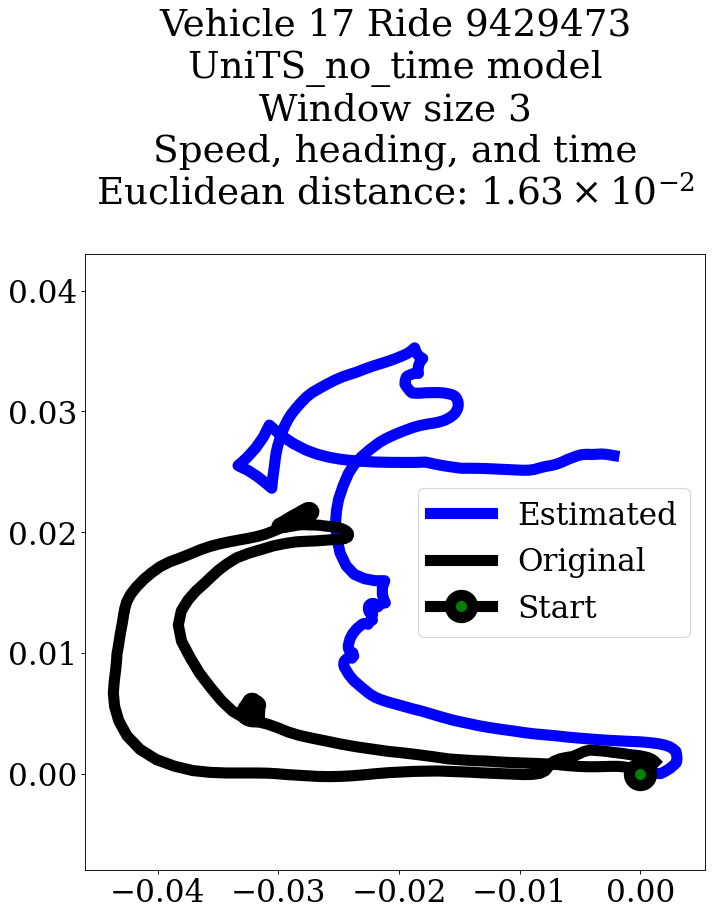 Vehicle 17 Ride 9429473
UniTS_no_time model
Window size 3
Speed, heading, and time
Euclidean distance: 1.63 × 10⁻²
0.04
0.03
0.02
0.01
0.00
Estimated
Original
Start
−0.04 −0.03 −0.02 −0.01 0.00